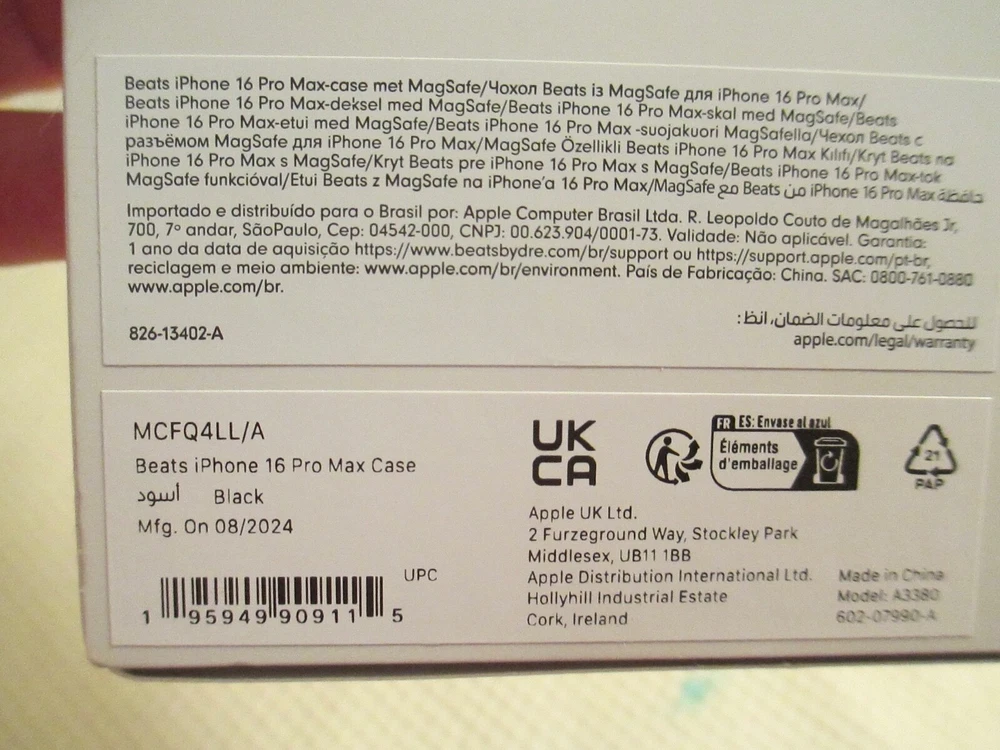 Beats iPhone 16 Pro Max-case met MagSafe/Чохол Beats із MagSafe для iPhone 16 Pro Max/
Beats iPhone 16 Pro Max-deksel med MagSafe/Beats iPhone 16 Pro Max-skal med MagSafe/Beats
iPhone 16 Pro Max-etui med MagSafe/Beats iPhone 16 Pro Max -suojakuori MagSafella/Чехол Beats с
разъёмом MagSafe для iPhone 16 Pro Max/MagSafe Özellikli Beats iPhone 16 Pro Max Kılıfı/Kryt Beats na
iPhone 16 Pro Max s MagSafe/Kryt Beats pre iPhone 16 Pro Max s MagSafe/Beats iPhone 16 Pro Max-tok
MagSafe funkcióval/Etui Beats z MagSafe na iPhone'a 16 Pro Max/حافظة iPhone 16 Pro Max من Beats مع MagSafe
Importado e distribuído para o Brasil por: Apple Computer Brasil Ltda. R. Leopoldo Couto de Magalhães Jr,
700, 7º andar, SãoPaulo, Cep: 04542-000, CNPJ: 00.623.904/0001-73. Validade: Não aplicável. Garantia:
1 ano da data de aquisição https://www.beatsbydre.com/br/support ou https://support.apple.com/pt-br,
reciclagem e meio ambiente: www.apple.com/br/environment. País de Fabricação: China. SAC: 0800-761-0880
www.apple.com/br.
للحصول على معلومات الضمان، انظ:
826-13402-A
apple.com/legal/warranty
MCFQ4LL/A
Beats iPhone 16 Pro Max Case
أسود Black
Mfg. On 08/2024
UPC
1 95949 90911 5
UK
CA
FR ES: Envase al azul
Éléments
d'emballage
21
PAP
Apple UK Ltd.
2 Furzeground Way, Stockley Park
Middlesex, UB11 1BB
Apple Distribution International Ltd.
Hollyhill Industrial Estate
Cork, Ireland
Made in China
Model: A3380
602-07990-A